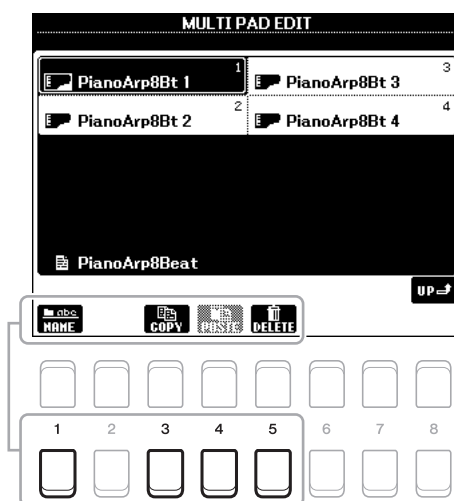 MULTI PAD EDIT
1
PianoArp8Bt 1
3
PianoArp8Bt 3
2
PianoArp8Bt 2
4
PianoArp8Bt 4
PianoArp8Beat
UP
abc
NAME
COPY
PASTE
DELETE
1 2 3 4 5 6 7 8